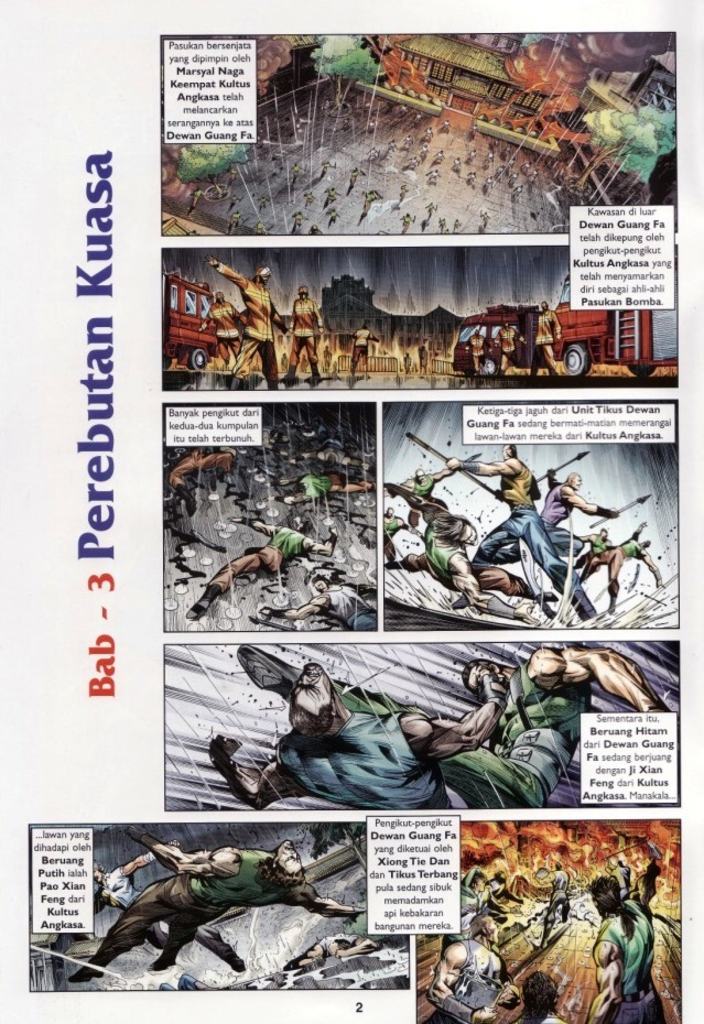 Bab - 3 Perebutan Kuasa
Pasukan bersenjata
yang dipimpin oleh
Marsyal Naga
Keempat Kultus
Angkasa telah
melancarkan
serangannya ke atas
Dewan Guang Fa.
Kawasan di luar
Dewan Guang Fa
telah dikepung oleh
pengikut-pengikut
Kultus Angkasa yang
telah menyamarkan
diri sebagai ahli-ahli
Pasukan Bomba.
Banyak pengikut dari
kedua-dua kumpulan
itu telah terbunuh.
Ketiga-tiga jaguh dari Unit Tikus Dewan
Guang Fa sedang bermati-matian memerangi
lawan-lawan mereka dari Kultus Angkasa.
Sementara itu,
Beruang Hitam
dari Dewan Guang
Fa sedang berjuang
dengan Ji Xian
Feng dari Kultus
Angkasa. Manakala...
...lawan yang
dihadapi oleh
Beruang
Putih ialah
Pao Xian
Feng dari
Kultus
Angkasa.
Pengikut-pengikut
Dewan Guang Fa
yang diketuai oleh
Xiong Tie Dan
dan Tikus Terbang
pula sedang sibuk
memadamkan
api kebakaran
bangunan mereka.
2